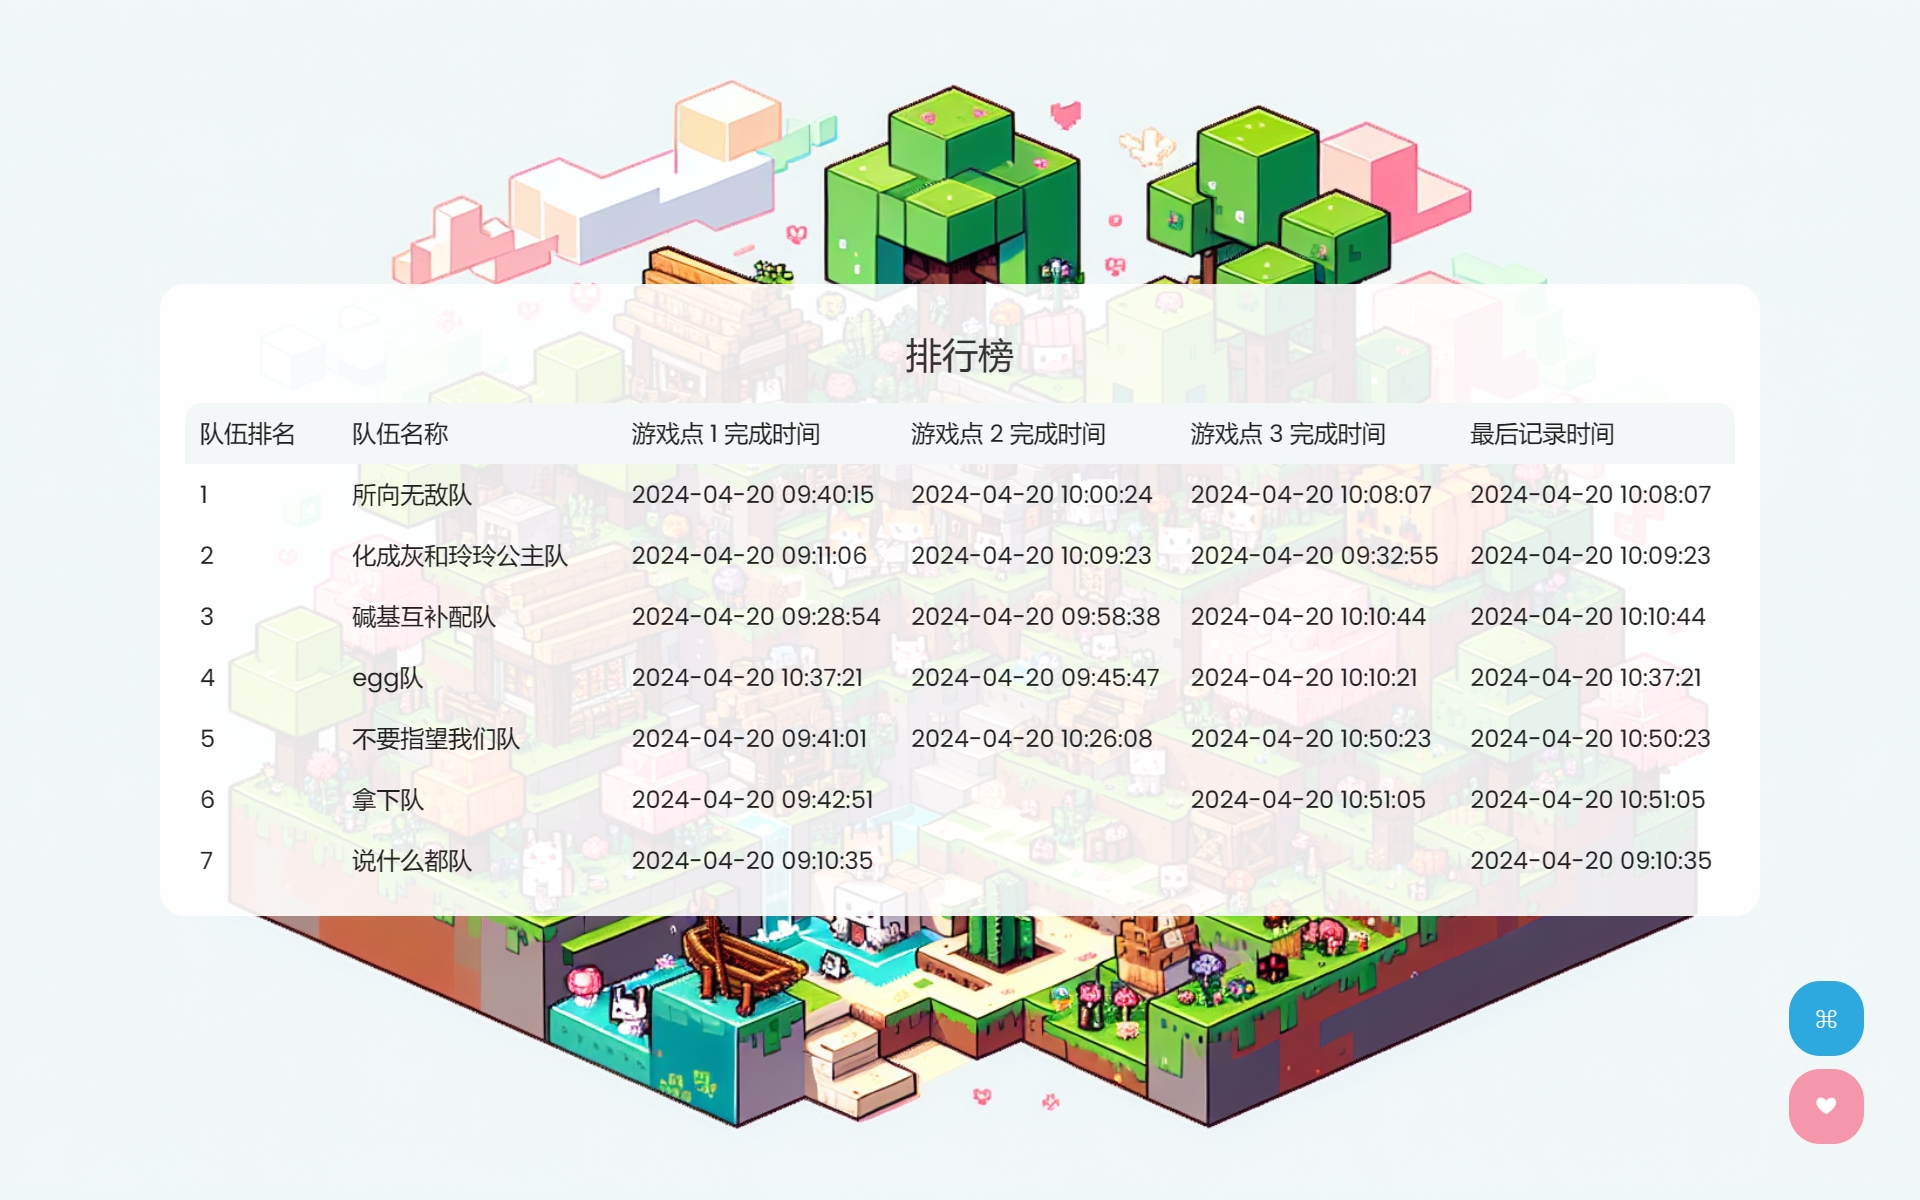 排行榜
队伍排名 队伍名称 游戏点 1 完成时间 游戏点 2 完成时间 游戏点 3 完成时间 最后记录时间
1 所向无敌队 2024-04-20 09:40:15 2024-04-20 10:00:24 2024-04-20 10:08:07 2024-04-20 10:08:07
2 化成灰和玲玲公主队 2024-04-20 09:11:06 2024-04-20 10:09:23 2024-04-20 09:32:55 2024-04-20 10:09:23
3 碱基互补配队 2024-04-20 09:28:54 2024-04-20 09:58:38 2024-04-20 10:10:44 2024-04-20 10:10:44
4 egg队 2024-04-20 10:37:21 2024-04-20 09:45:47 2024-04-20 10:10:21 2024-04-20 10:37:21
5 不要指望我们队 2024-04-20 09:41:01 2024-04-20 10:26:08 2024-04-20 10:50:23 2024-04-20 10:50:23
6 拿下队 2024-04-20 09:42:51 2024-04-20 10:51:05 2024-04-20 10:51:05
7 说什么都队 2024-04-20 09:10:35 2024-04-20 09:10:35